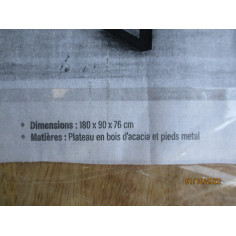 • Dimensions : 180 x 90 x 76 cm
• Matières : Plateau en bois d'acacia et pieds metal